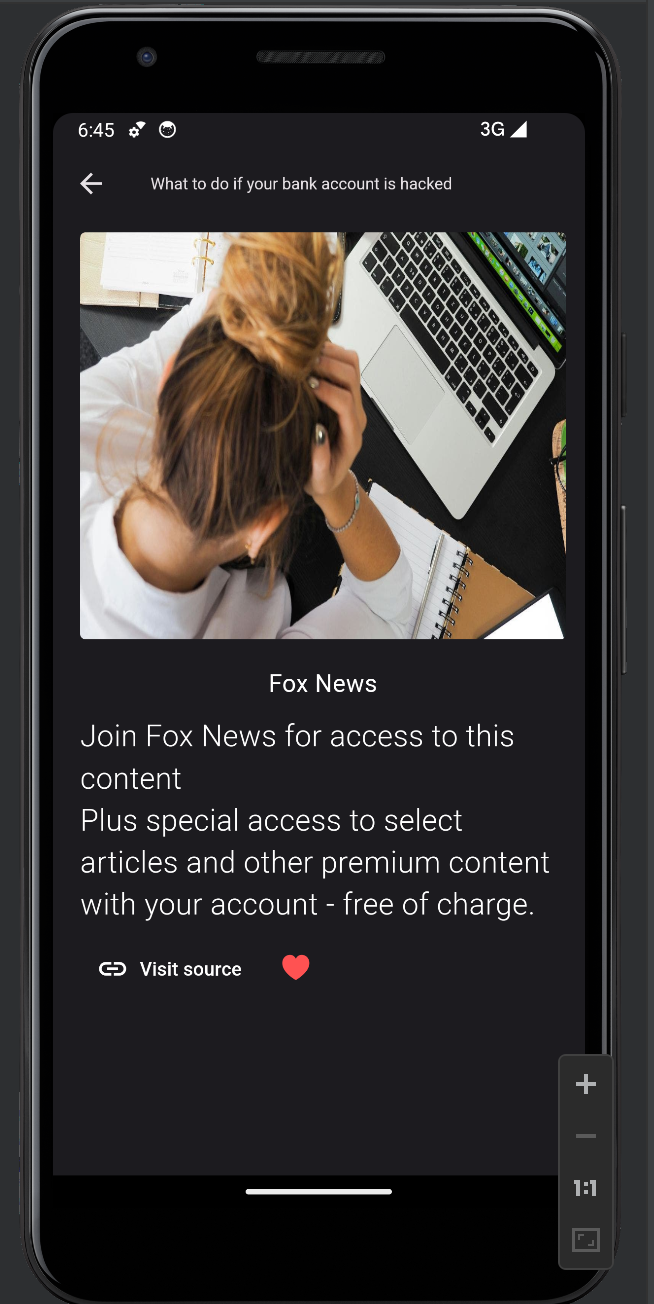 6:45
3G
What to do if your bank account is hacked
Fox News
Join Fox News for access to this
content
Plus special access to select
articles and other premium content
with your account - free of charge.
Visit source
1:1